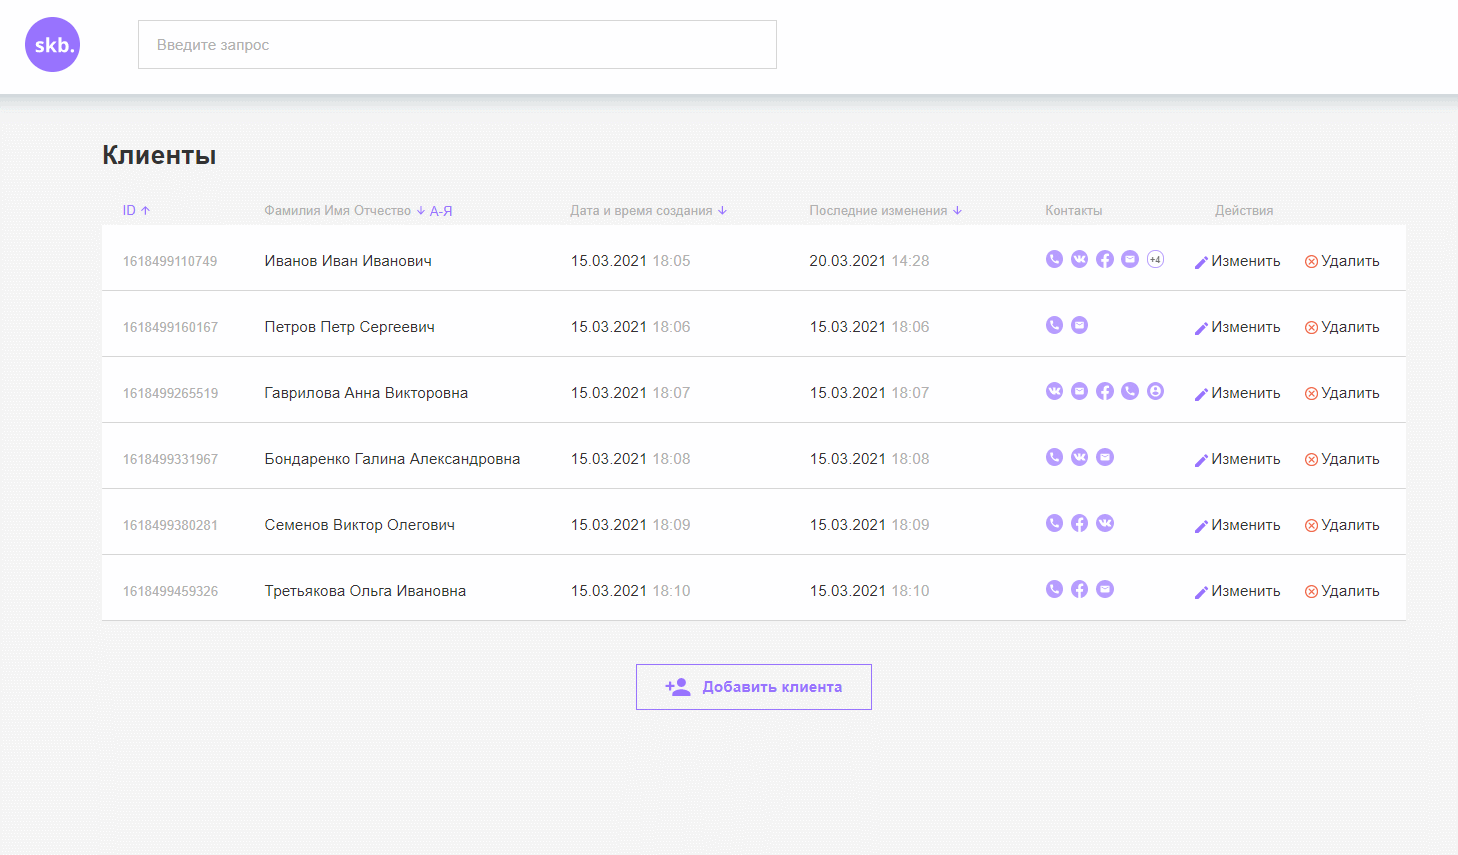 skb.
Введите запрос
Клиенты
ID ↑ Фамилия Имя Отчество ↓ А-Я Дата и время создания ↓ Последние изменения ↓ Контакты Действия
1618499110749 Иванов Иван Иванович 15.03.2021 18:05 20.03.2021 14:28 +4 Изменить Удалить
1618499160167 Петров Петр Сергеевич 15.03.2021 18:06 15.03.2021 18:06 Изменить Удалить
1618499265519 Гаврилова Анна Викторовна 15.03.2021 18:07 15.03.2021 18:07 Изменить Удалить
1618499331967 Бондаренко Галина Александровна 15.03.2021 18:08 15.03.2021 18:08 Изменить Удалить
1618499380281 Семенов Виктор Олегович 15.03.2021 18:09 15.03.2021 18:09 Изменить Удалить
1618499459326 Третьякова Ольга Ивановна 15.03.2021 18:10 15.03.2021 18:10 Изменить Удалить
Добавить клиента